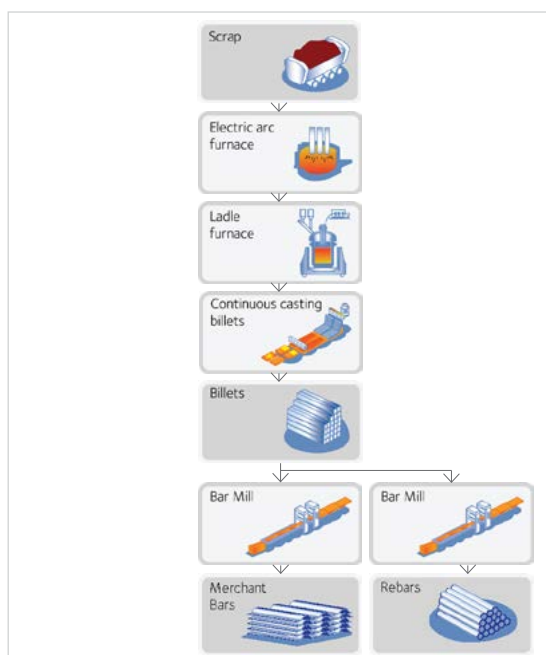 Scrap
Electric arc
furnace
Ladle
furnace
Continuous casting
billets
Billets
Bar Mill
Bar Mill
Merchant
Bars
Rebars